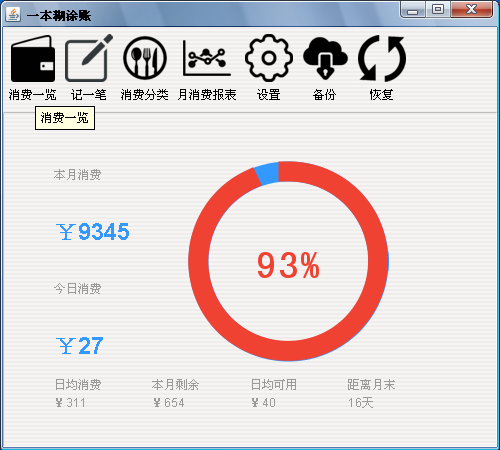 一本糊涂账
消费一览 记一笔 消费分类 月消费报表 设置 备份 恢复
消费一览
本月消费
￥9345
93%
今日消费
￥27
日均消费 本月剩余 日均可用 距离月末
￥311 ￥654 ￥40 16天